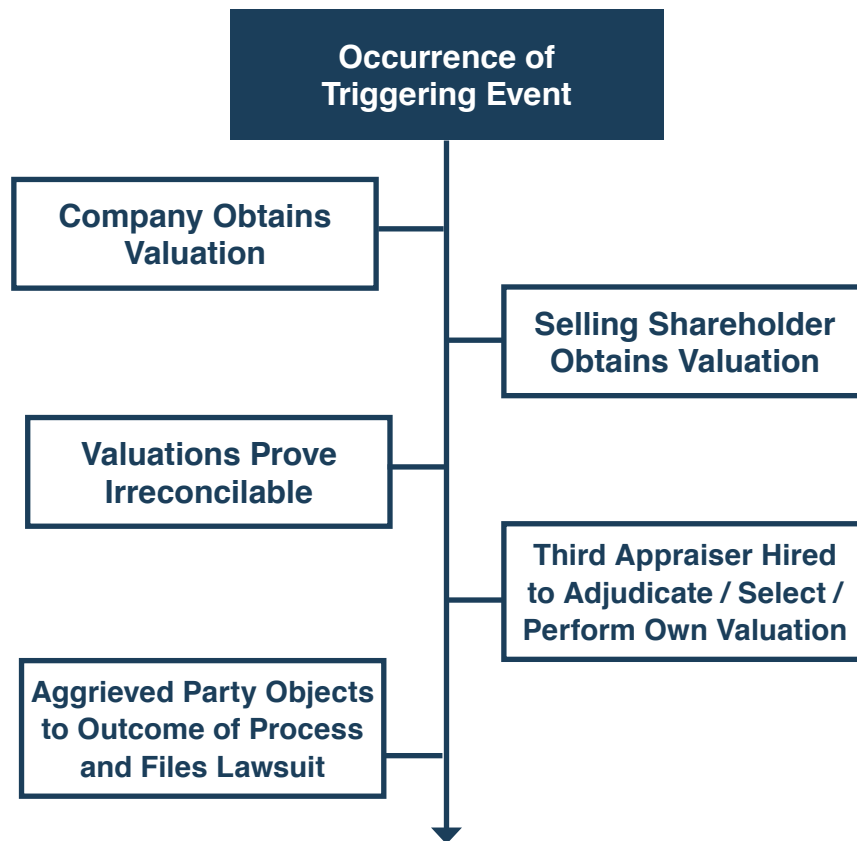 Occurrence of
Triggering Event
Company Obtains
Valuation
Selling Shareholder
Obtains Valuation
Valuations Prove
Irreconcilable
Third Appraiser Hired
to Adjudicate / Select /
Perform Own Valuation
Aggrieved Party Objects
to Outcome of Process
and Files Lawsuit